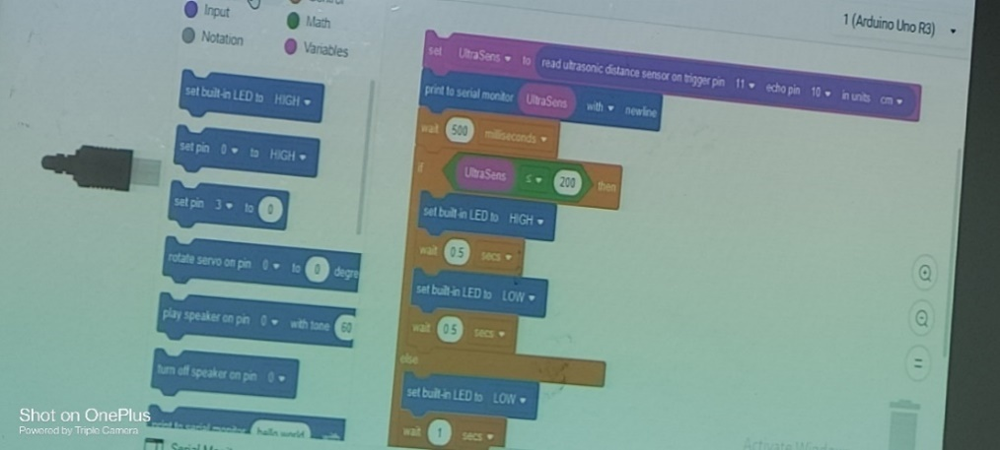 1 (Arduino Uno R3)
Input
Math
Notation
Variables
set built-in LED to HIGH
set pin 0 to HIGH
set pin 3 to 0
rotate servo on pin 0 to 0 degre
play speaker on pin 0 with tone 60
turn off speaker on pin 0
print to serial monitor hello world with
set UltraSens to read ultrasonic distance sensor on trigger pin 11 echo pin 10 in units cm
print to serial monitor UltraSens with newline
wait 500 milliseconds
if UltraSens ≤ 200 then
set built-in LED to HIGH
wait 0.5 secs
set built-in LED to LOW
wait 0.5 secs
else
set built-in LED to LOW
wait 1 secs
Activate Window
Shot on OnePlus
Powered by Triple Camera